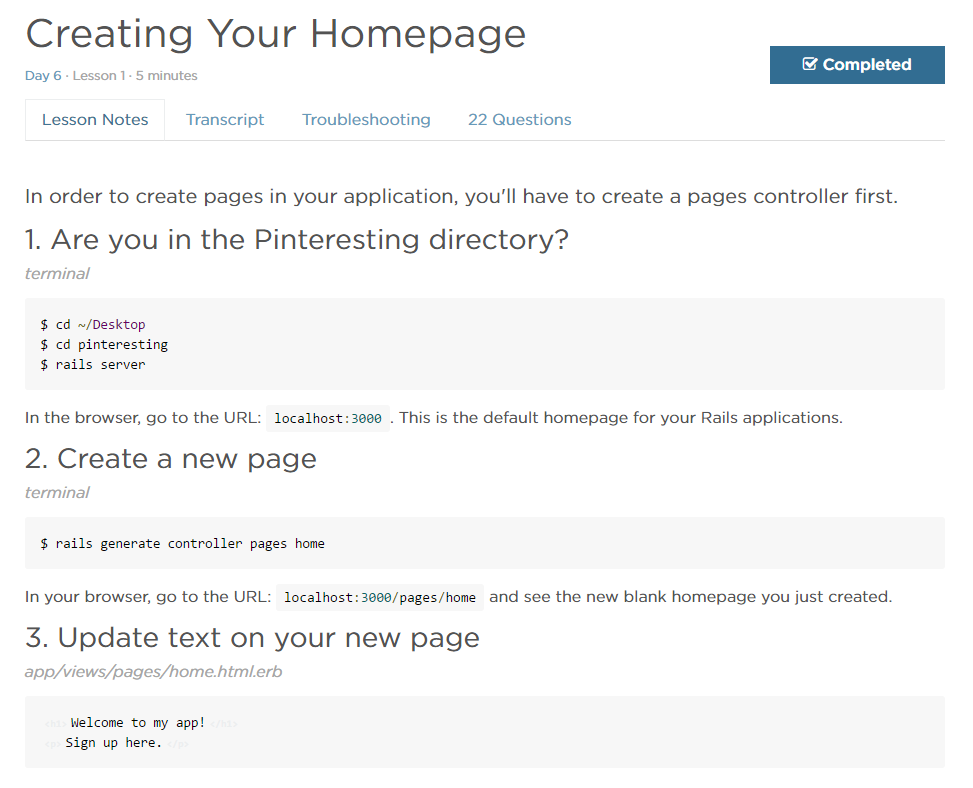 Creating Your Homepage
Day 6 · Lesson 1 · 5 minutes
Completed
Lesson Notes Transcript Troubleshooting 22 Questions
In order to create pages in your application, you'll have to create a pages controller first.
1. Are you in the Pinteresting directory?
terminal
$ cd ~/Desktop
$ cd pinteresting
$ rails server
In the browser, go to the URL: localhost:3000 . This is the default homepage for your Rails applications.
2. Create a new page
terminal
$ rails generate controller pages home
In your browser, go to the URL: localhost:3000/pages/home and see the new blank homepage you just created.
3. Update text on your new page
app/views/pages/home.html.erb
<h1> Welcome to my app! </h1>
<p> Sign up here. </p>